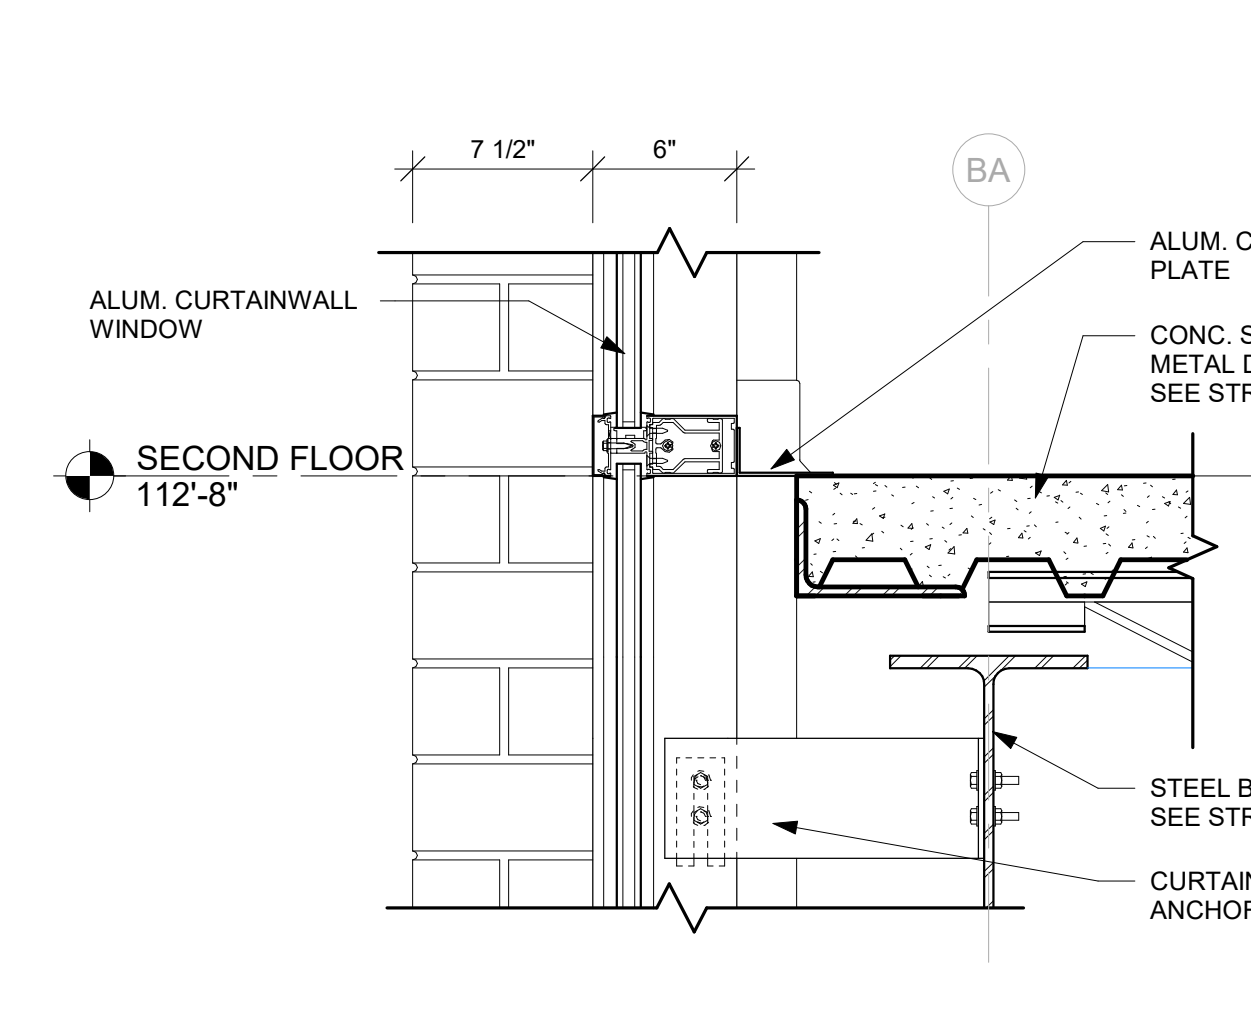 7 1/2"
6"
BA
ALUM. C
PLATE
ALUM. CURTAINWALL
WINDOW
CONC. S
METAL D
SEE STR
SECOND FLOOR
112'-8"
STEEL B
SEE STR
CURTAIN
ANCHOR